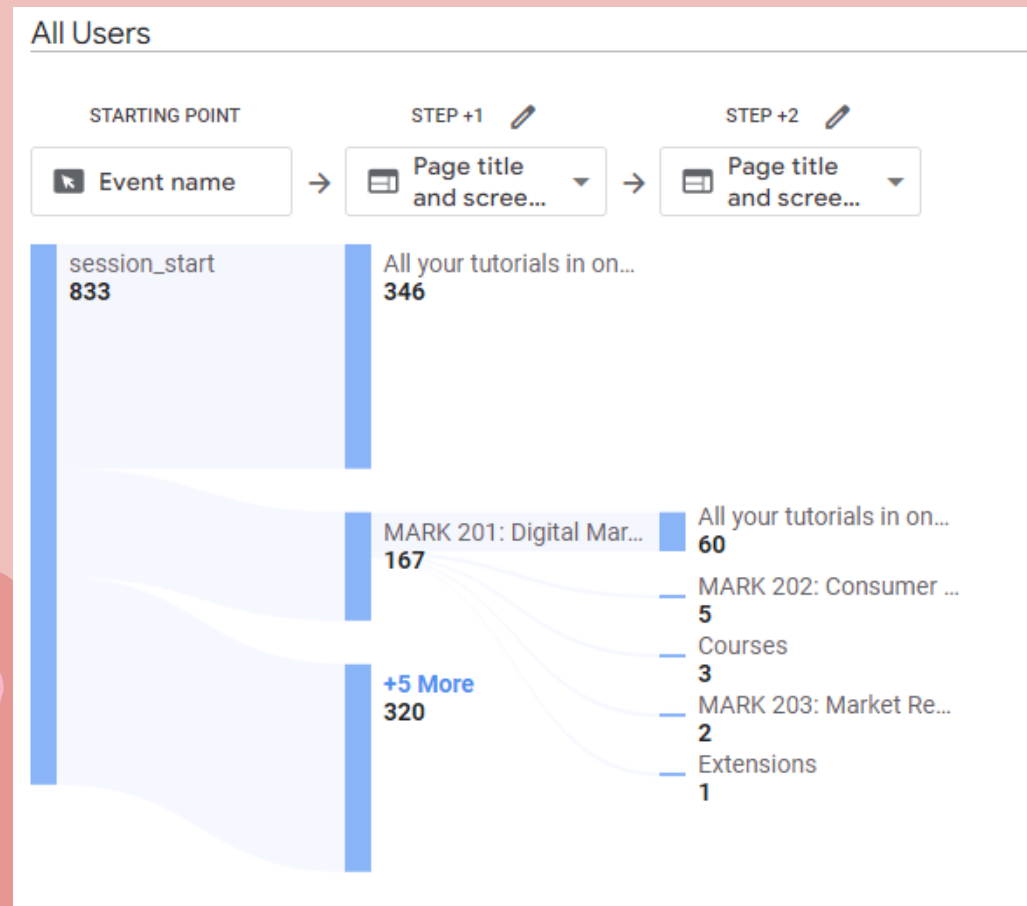 All Users
STARTING POINT
STEP +1
STEP +2
Event name
Page title
and scree...
Page title
and scree...
session_start
833
All your tutorials in on...
346
MARK 201: Digital Mar...
167
+5 More
320
All your tutorials in on...
60
MARK 202: Consumer ...
5
Courses
3
MARK 203: Market Re...
2
Extensions
1